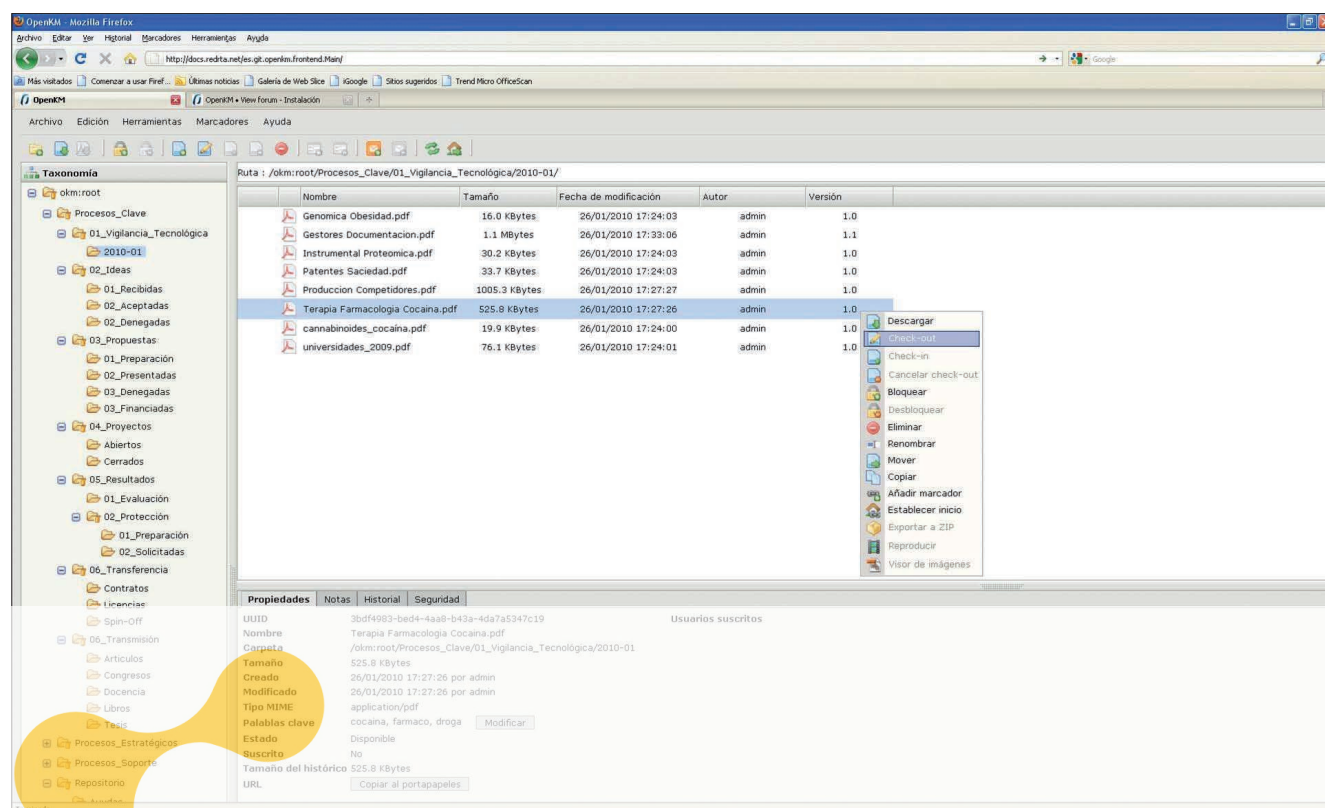 OpenKM - Mozilla Firefox
Archivo Editar Ver Historial Marcadores Herramientas Ayuda
http://docs.redrta.net/es.git.openkm.frontend.Main/
Google
Más visitados Comenzar a usar Firef... Últimas noticias Galería de Web Slice iGoogle Sitios sugeridos Trend Micro OfficeScan
OpenKM OpenKM • View forum - Instalación
Archivo Edición Herramientas Marcadores Ayuda
Taxonomía
okm:root
Procesos_Clave
01_Vigilancia_Tecnológica
2010-01
02_Ideas
01_Recibidas
02_Aceptadas
02_Denegadas
03_Propuestas
01_Preparación
02_Presentadas
03_Denegadas
03_Financiadas
04_Proyectos
Abiertos
Cerrados
05_Resultados
01_Evaluación
02_Protección
01_Preparación
02_Solicitadas
06_Transferencia
Contratos
Licencias
Spin-Off
06_Transmisión
Artículos
Congresos
Docencia
Libros
Tesis
Procesos_Estratégicos
Procesos_Soporte
Repositorio
Ruta : /okm:root/Procesos_Clave/01_Vigilancia_Tecnológica/2010-01/
Nombre Tamaño Fecha de modificación Autor Versión
Genomica Obesidad.pdf 16.0 KBytes 26/01/2010 17:24:03 admin 1.0
Gestores Documentacion.pdf 1.1 MBytes 26/01/2010 17:33:06 admin 1.1
Instrumental Proteomica.pdf 30.2 KBytes 26/01/2010 17:24:03 admin 1.0
Patentes Saciedad.pdf 33.7 KBytes 26/01/2010 17:24:03 admin 1.0
Produccion Competidores.pdf 1005.3 KBytes 26/01/2010 17:27:27 admin 1.0
Terapia Farmacologia Cocaina.pdf 525.8 KBytes 26/01/2010 17:27:26 admin 1.0
cannabinoides_cocaína.pdf 19.9 KBytes 26/01/2010 17:24:00 admin 1.0
universidades_2009.pdf 76.1 KBytes 26/01/2010 17:24:01 admin 1.0
Descargar
Check-out
Check-in
Cancelar check-out
Bloquear
Desbloquear
Eliminar
Renombrar
Mover
Copiar
Añadir marcador
Establecer inicio
Exportar a ZIP
Reproducir
Visor de imágenes
Propiedades Notas Historial Seguridad
UUID 3bdf4983-bed4-4aa8-b43a-4da7a5347c19 Usuarios suscritos
Nombre Terapia Farmacologia Cocaina.pdf
Carpeta /okm:root/Procesos_Clave/01_Vigilancia_Tecnológica/2010-01
Tamaño 525.8 KBytes
Creado 26/01/2010 17:27:26 por admin
Modificado 26/01/2010 17:27:26 por admin
Tipo MIME application/pdf
Palablas clave cocaina, farmaco, droga Modificar
Estado Disponible
Suscrito No
Tamaño del histórico 525.8 KBytes
URL Copiar al portapapeles